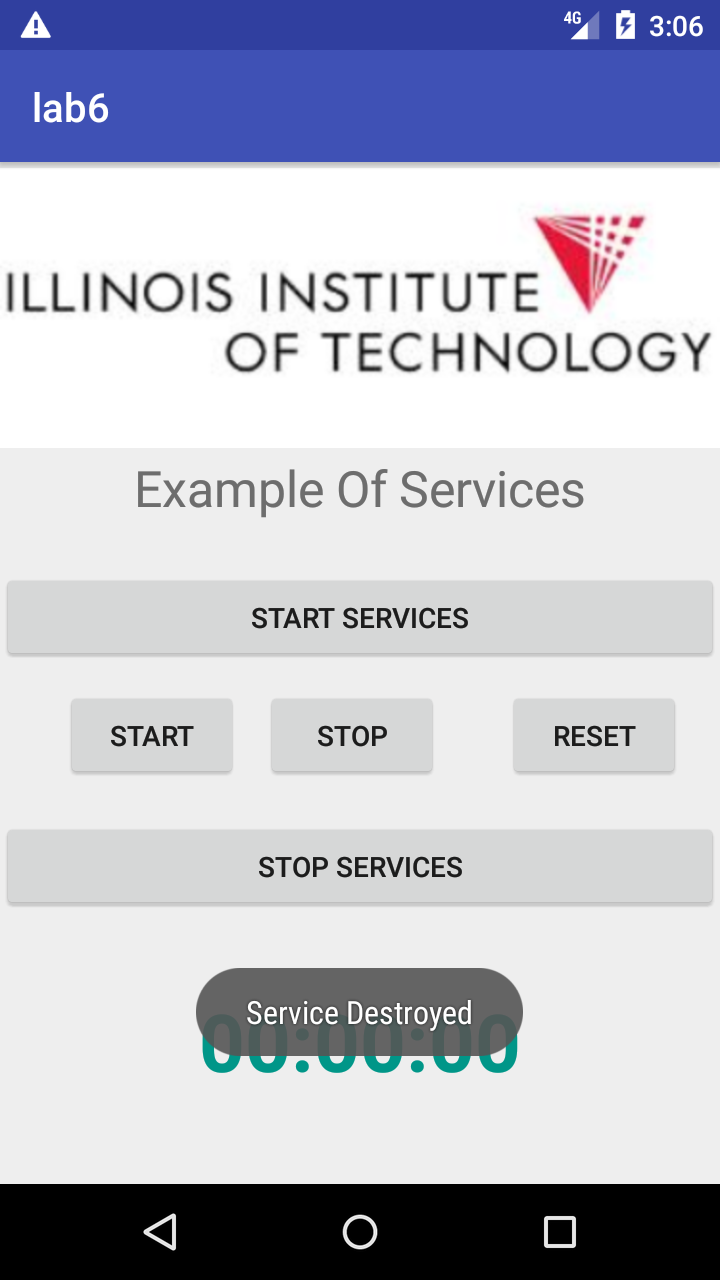 4G 3:06
lab6
ILLINOIS INSTITUTE
OF TECHNOLOGY
Example Of Services
START SERVICES
START STOP RESET
STOP SERVICES
Service Destroyed
00:00:00